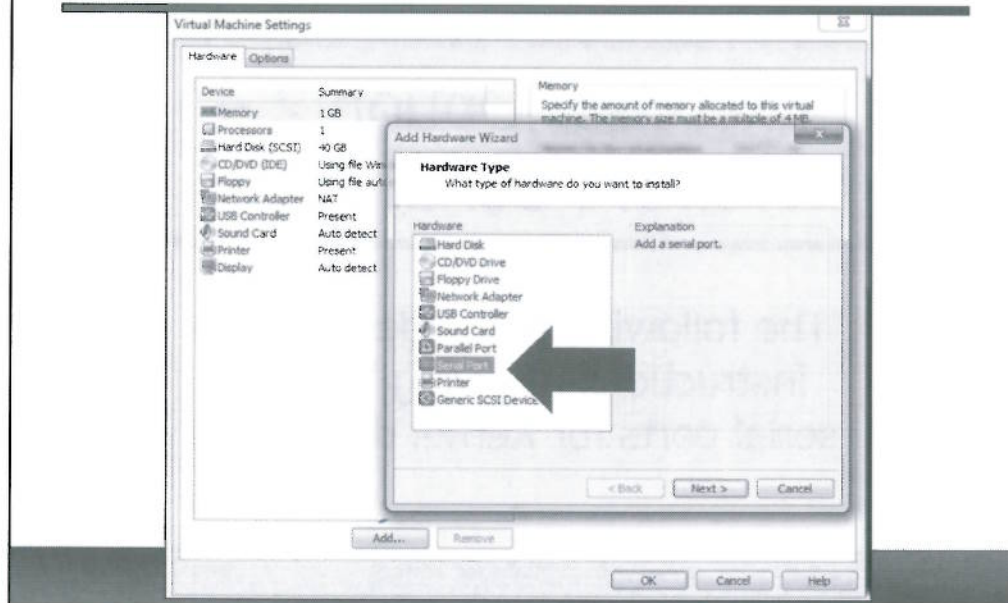 Virtual Machine Settings
Hardware Options
Device Summary
Memory 1 GB
Processors 1
Hard Disk (SCSI) 40 GB
CD/DVD (IDE) Using file
Floppy Using file
Network Adapter NAT
USB Controller Present
Sound Card Auto detect
Printer Present
Display Auto detect
Memory
Specify the amount of memory allocated to this virtual
machine. The memory size must be a multiple of 4 MB.
Add Hardware Wizard
Hardware Type
What type of hardware do you want to install?
Hardware
Hard Disk
CD/DVD Drive
Floppy Drive
Network Adapter
USB Controller
Sound Card
Parallel Port
Serial Port
Printer
Generic SCSI Device
Explanation
Add a serial port.
< Back Next > Cancel
Add... Remove
OK Cancel Help